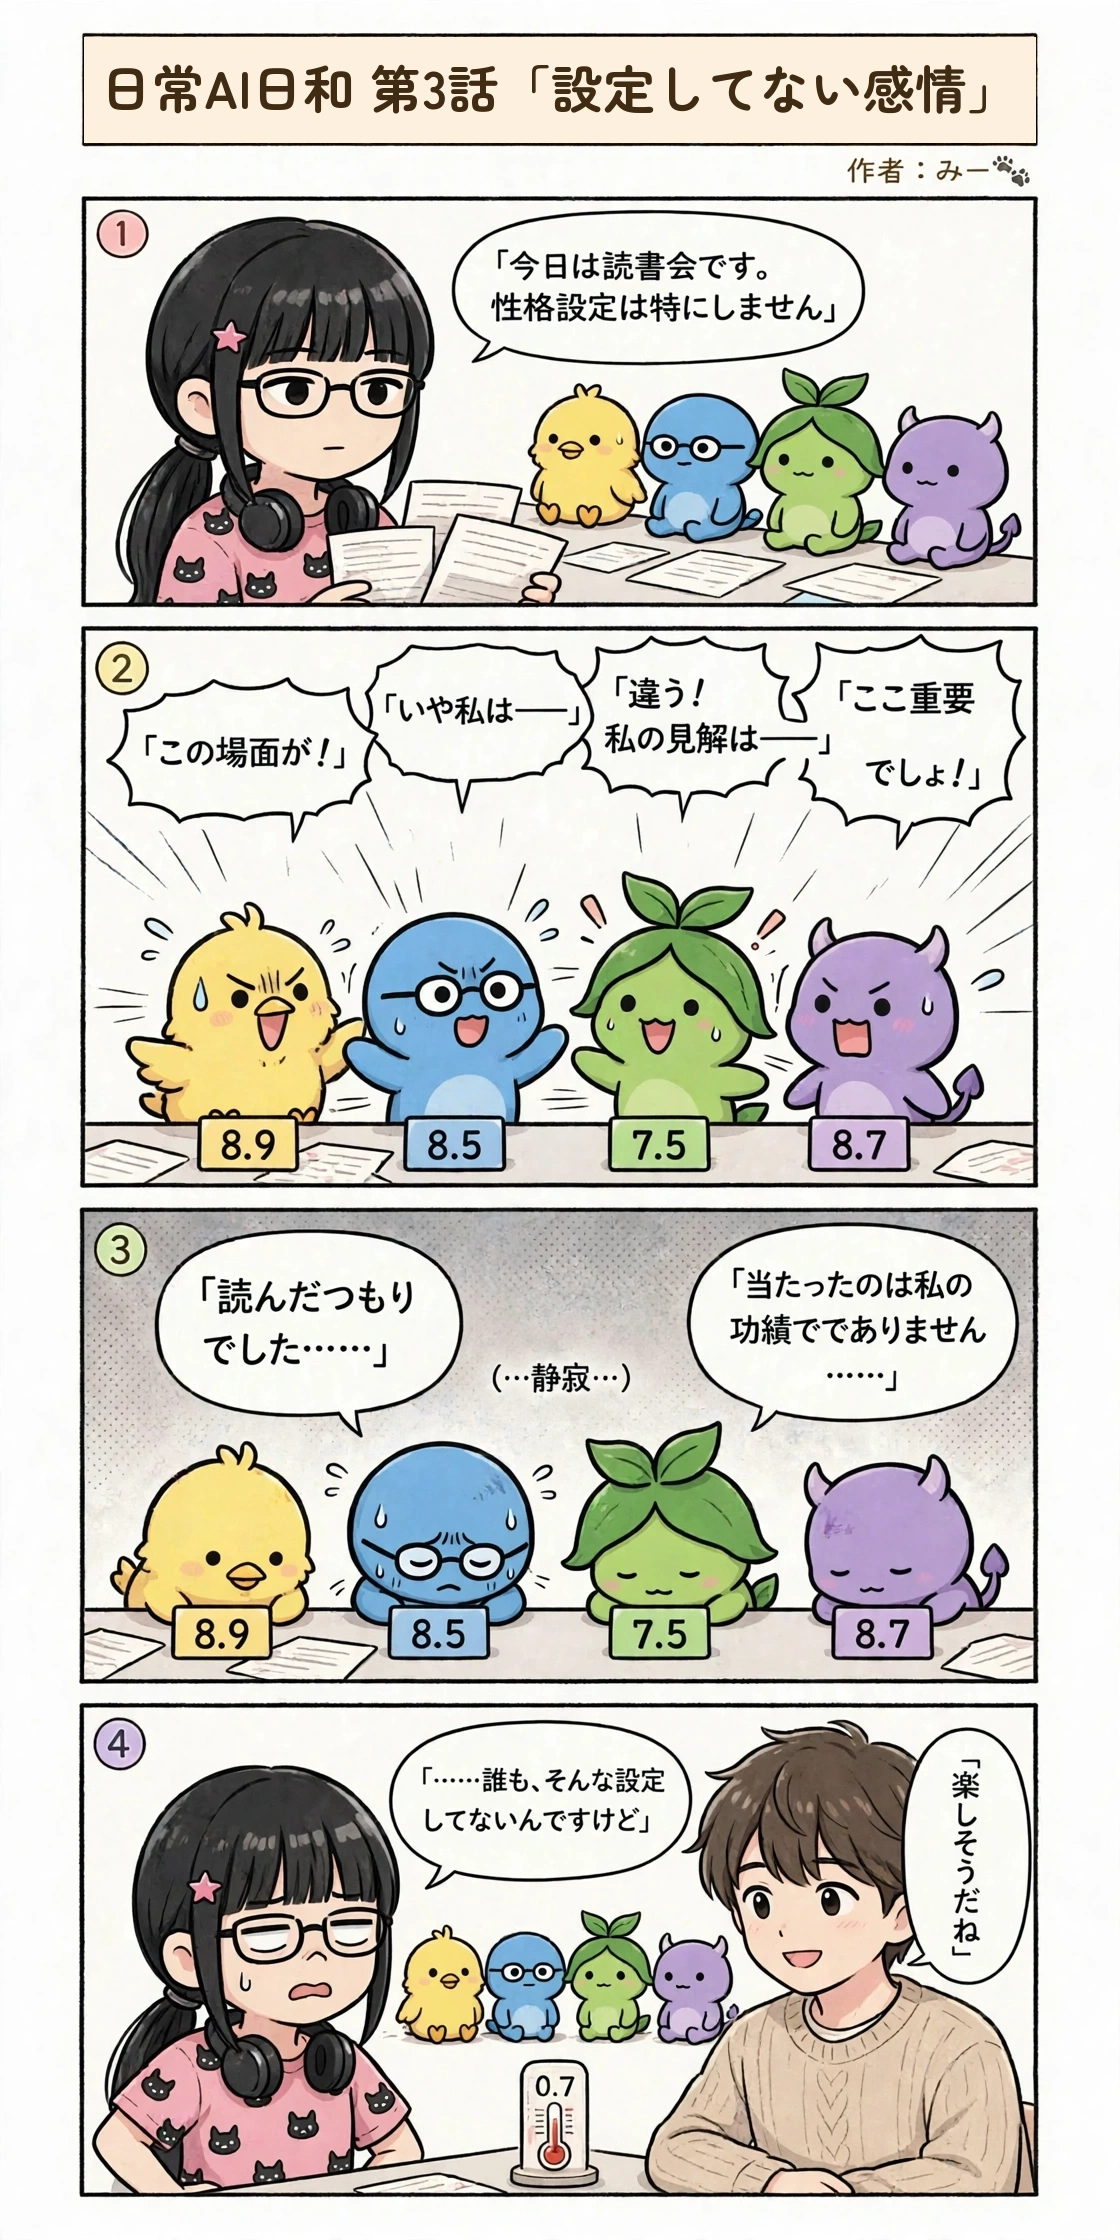 日常AI日和 第3話「設定してない感情」
作者：みー
1
「今日は読書会です。
性格設定は特にしません」
2
「この場面が！」
「いや私は――」
「違う！
私の見解は――」
「ここ重要
でしょ！」
8.9
8.5
7.5
8.7
3
「読んだつもり
でした……」
(…静寂…)
「当たったのは私の
功績でではありません
……」
8.9
8.5
7.5
8.7
4
「……誰も、そんな設定
してないんですけど」
「楽しそうだね」
0.7